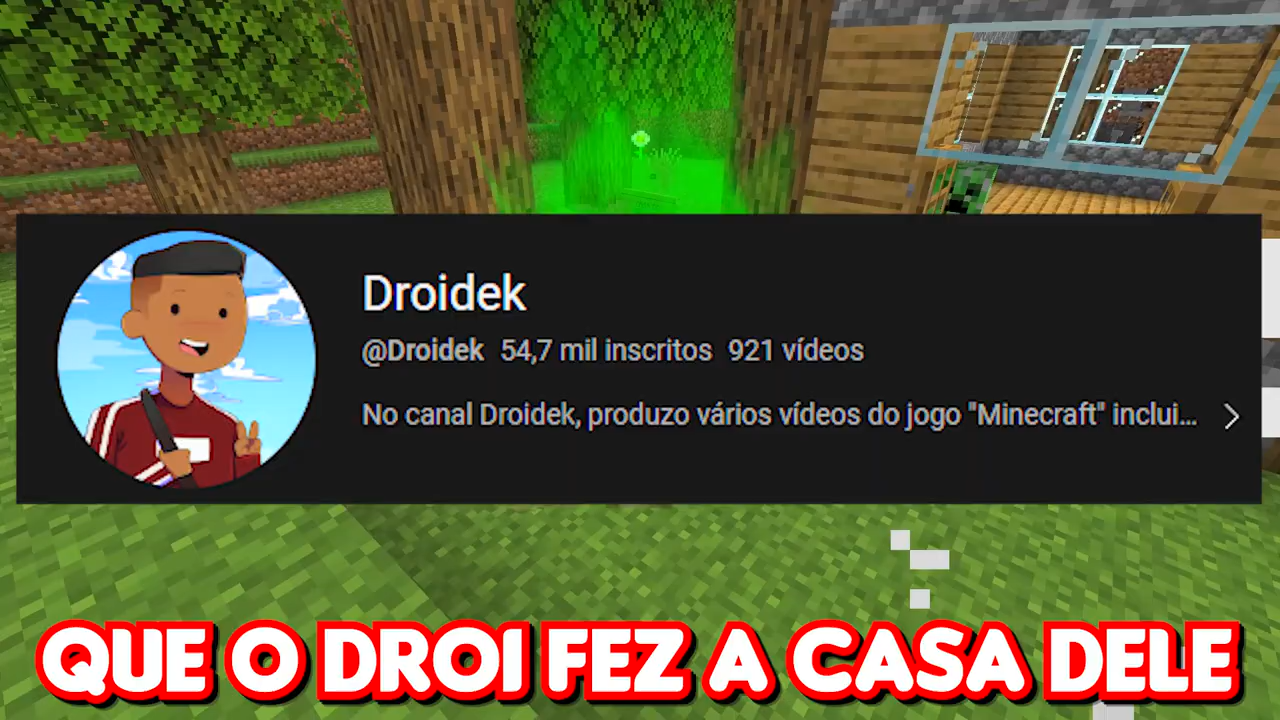 Droidek
@Droidek 54,7 mil inscritos 921 vídeos
No canal Droidek, produzo vários vídeos do jogo "Minecraft" inclui...
QUE O DROI FEZ A CASA DELE